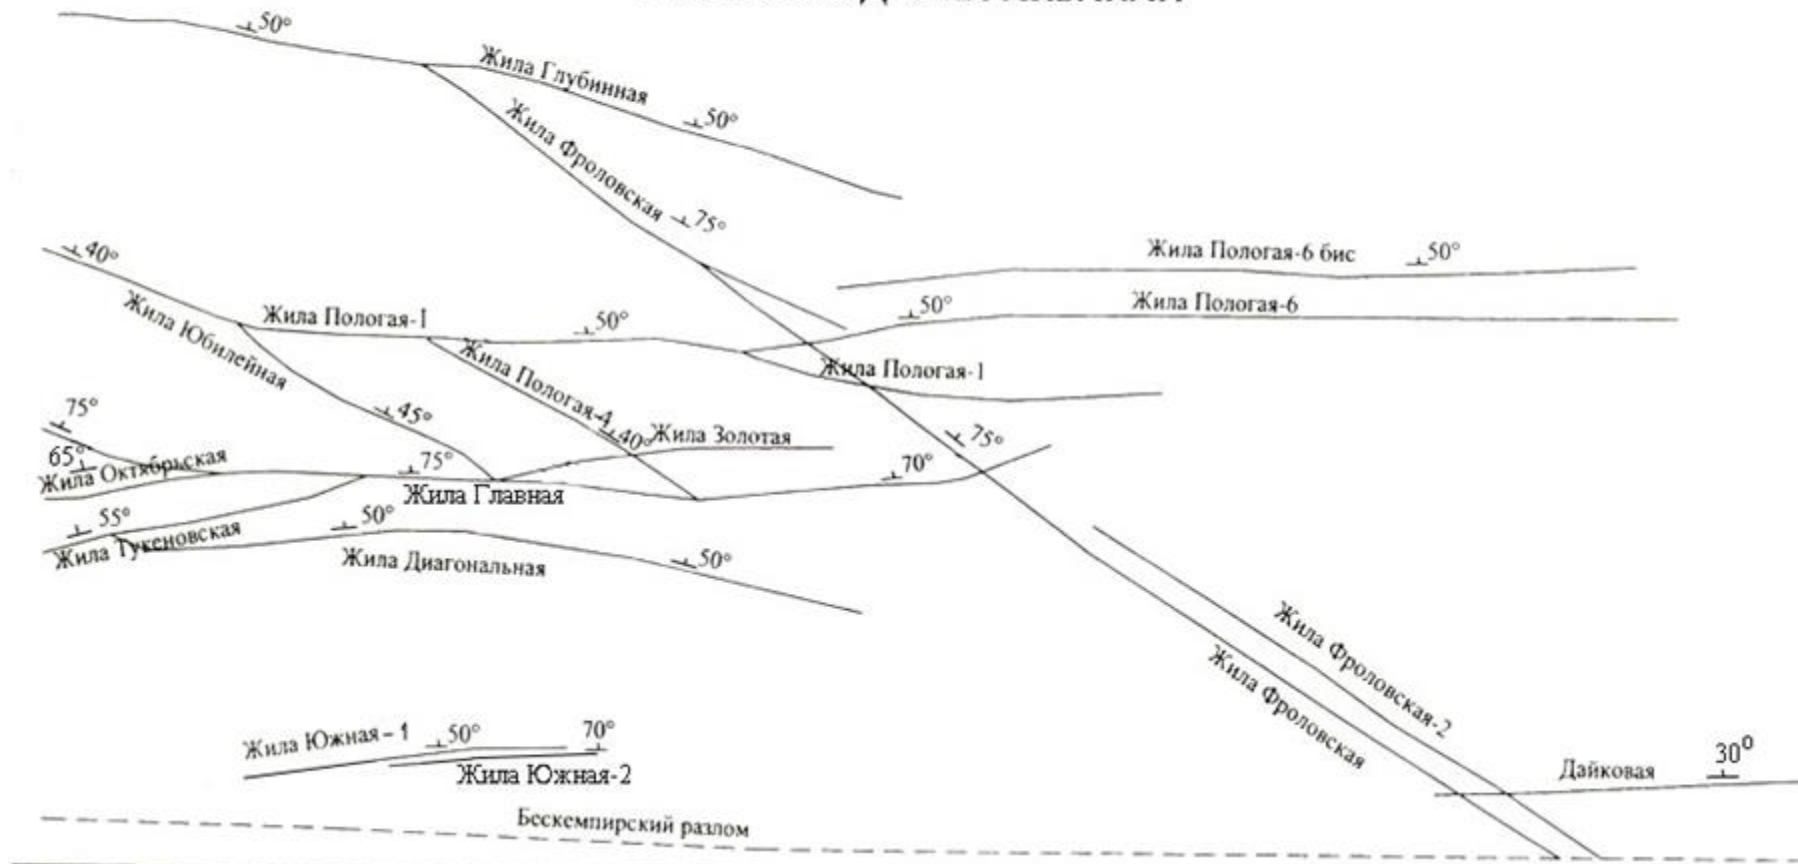 50°
Жила Глубинная
50°
Жила Фроловская
75°
40°
Жила Пологая-6 бис
50°
Жила Юбилейная
Жила Пологая-1
50°
50°
Жила Пологая-6
Жила Пологая-4
Жила Пологая-1
75°
45°
40°
Жила Золотая
75°
65°
Жила Октябрьская
75°
Жила Главная
70°
55°
Жила Тукеновская
50°
Жила Диагональная
50°
Жила Фроловская-2
Жила Фроловская
Жила Южная-1
50°
70°
Жила Южная-2
Дайковая
30°
Бескемпирский разлом